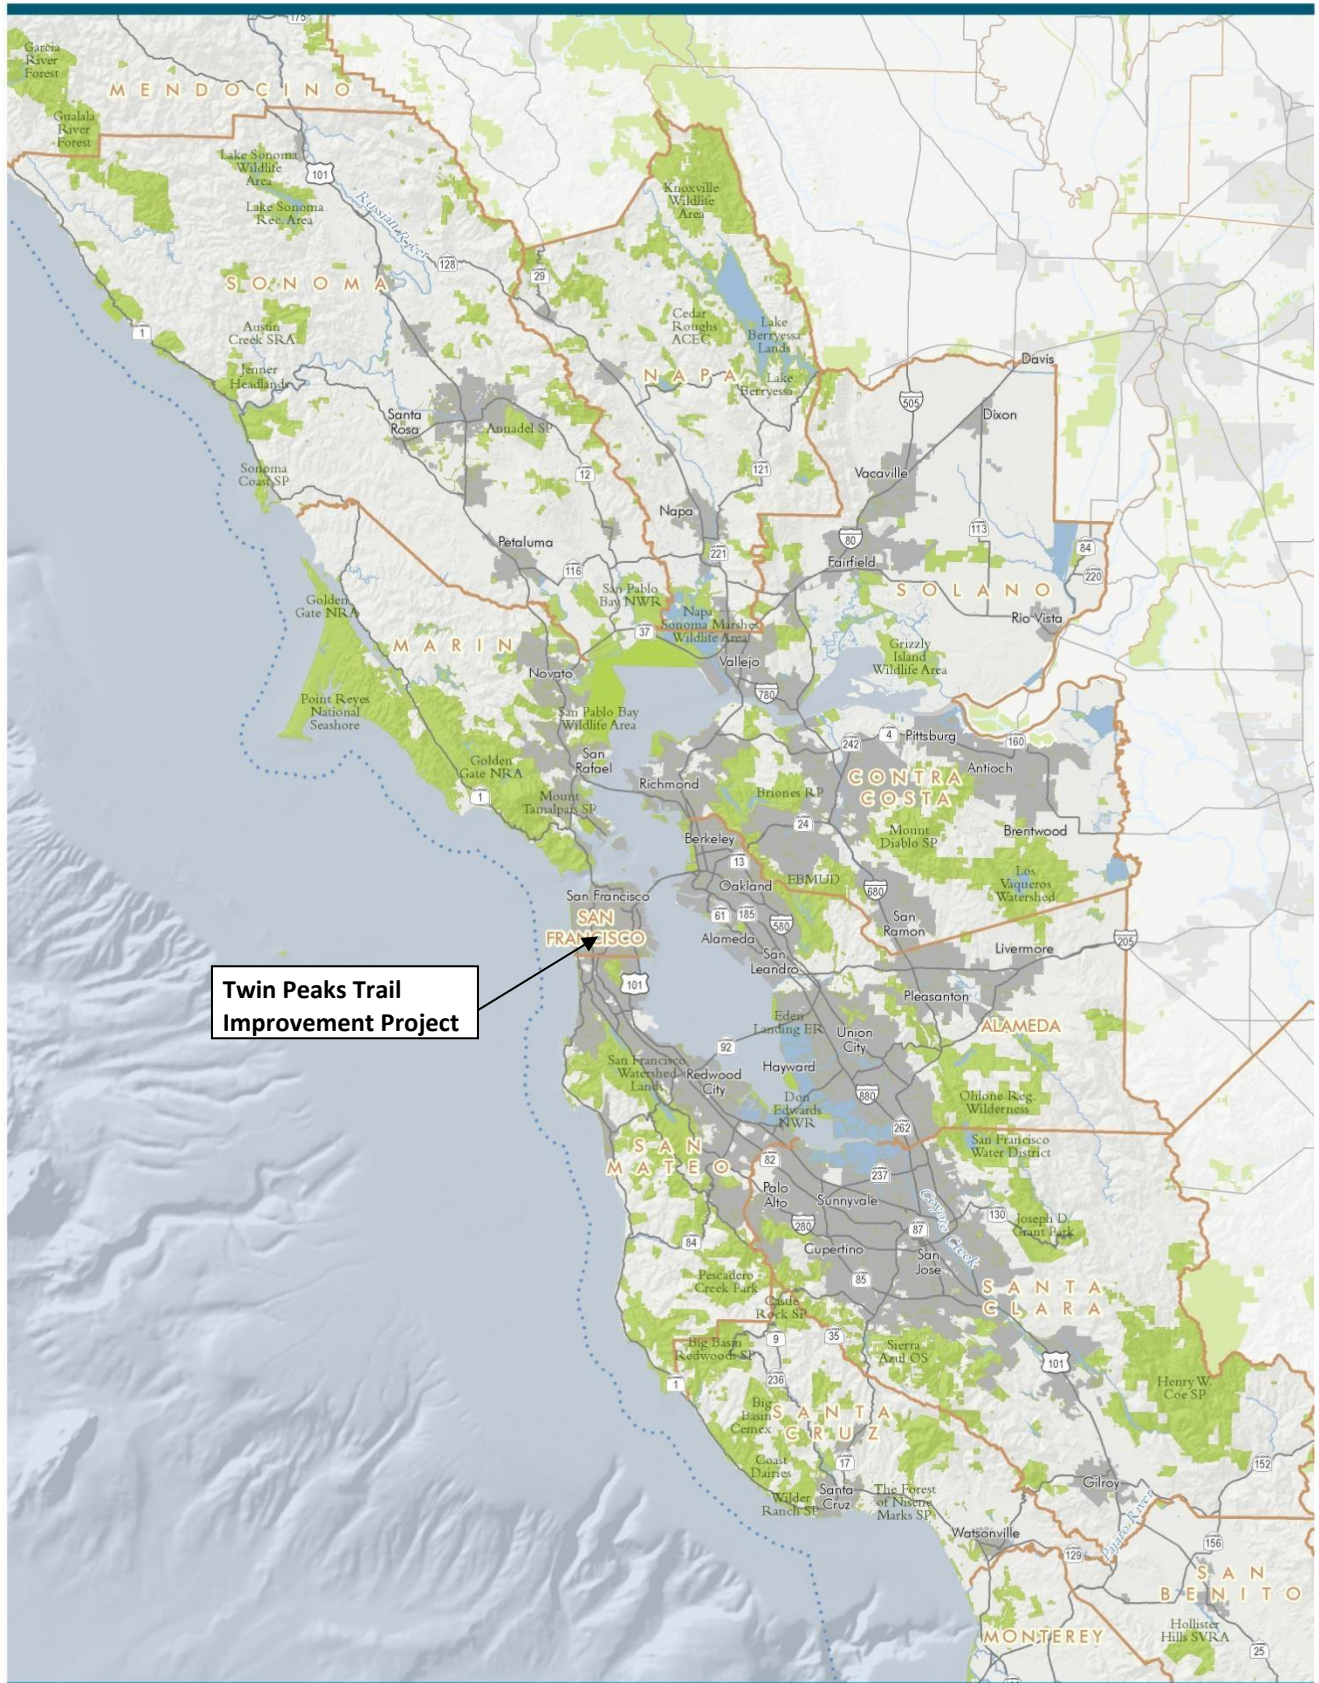 175
Garcia
River
Forest
MENDOCINO
Gualala
River
Forest
Lake Sonoma
Wildlife
Area
101
Knoxville
Wildlife
Area
Lake Sonoma
Rec. Area
Russian River
128
29
SONOMA
Cedar
Roughs
ACEC
Lake
Berryessa
Lands
Austin
Creek SRA
1
Jenner
Headlands
NAPA
Lake
Berryessa
Davis
505
Dixon
Santa
Rosa
Annadel SP
Sonoma
Coast SP
12
121
Vacaville
Napa
113
Petaluma
221
80
84
116
Fairfield
220
San Pablo
Bay NWR
SOLANO
Golden
Gate NRA
Napa
Sonoma Marshes
Wildlife Area
Rio Vista
37
MARIN
Grizzly
Island
Wildlife Area
Novato
Vallejo
780
Point Reyes
National
Seashore
San Pablo Bay
Wildlife Area
242
4
Pittsburg
160
San
Rafael
Golden
Gate NRA
Antioch
Richmond
CONTRA
COSTA
1
Mount
Tamalpais SP
Briones RP
24
Mount
Diablo SP
Brentwood
Berkeley
13
Oakland
EBMUD
680
Los
Vaqueros
Watershed
San Francisco
SAN
FRANCISCO
61
185
580
San
Ramon
Alameda
205
Livermore
San
Leandro
Twin Peaks Trail
Improvement Project
101
Pleasanton
Eden
Landing ER
Union
City
ALAMEDA
92
San Francisco
Watershed
Lands
Redwood
City
Hayward
880
Don
Edwards
NWR
Ohlone Reg.
Wilderness
262
San Francisco
Water District
SAN
MATEO
82
237
Palo
Alto
Sunnyvale
Coyote Creek
130
Joseph D.
Grant Park
280
87
84
Cupertino
San
Jose
85
Pescadero
Creek Park
SANTA
CLARA
Castle
Rock SP
9
35
Big Basin
Redwoods SP
Sierra
Azul OS
101
1
236
Henry W.
Coe SP
Big
Basin
Cemex
SANTA
CRUZ
Coast
Dairies
17
152
Gilroy
Wilder
Ranch SP
Santa
Cruz
The Forest
of Nisene
Marks SP
Pajaro River
Watsonville
129
156
SAN
BENITO
MONTEREY
Hollister
Hills SVRA
25